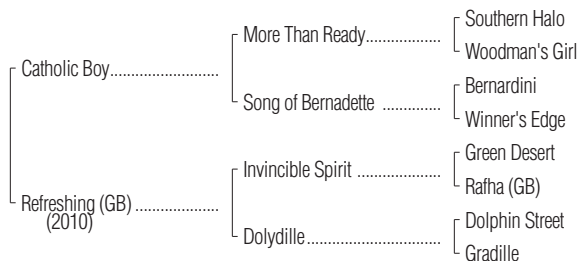 Southern Halo
More Than Ready..................
Woodman's Girl
Catholic Boy..........................
Bernardini
Song of Bernadette ..............
Winner's Edge
Green Desert
Invincible Spirit ....................
Rafha (GB)
Refreshing (GB) ....................
(2010)
Dolphin Street
Dolydille................................
Gradille